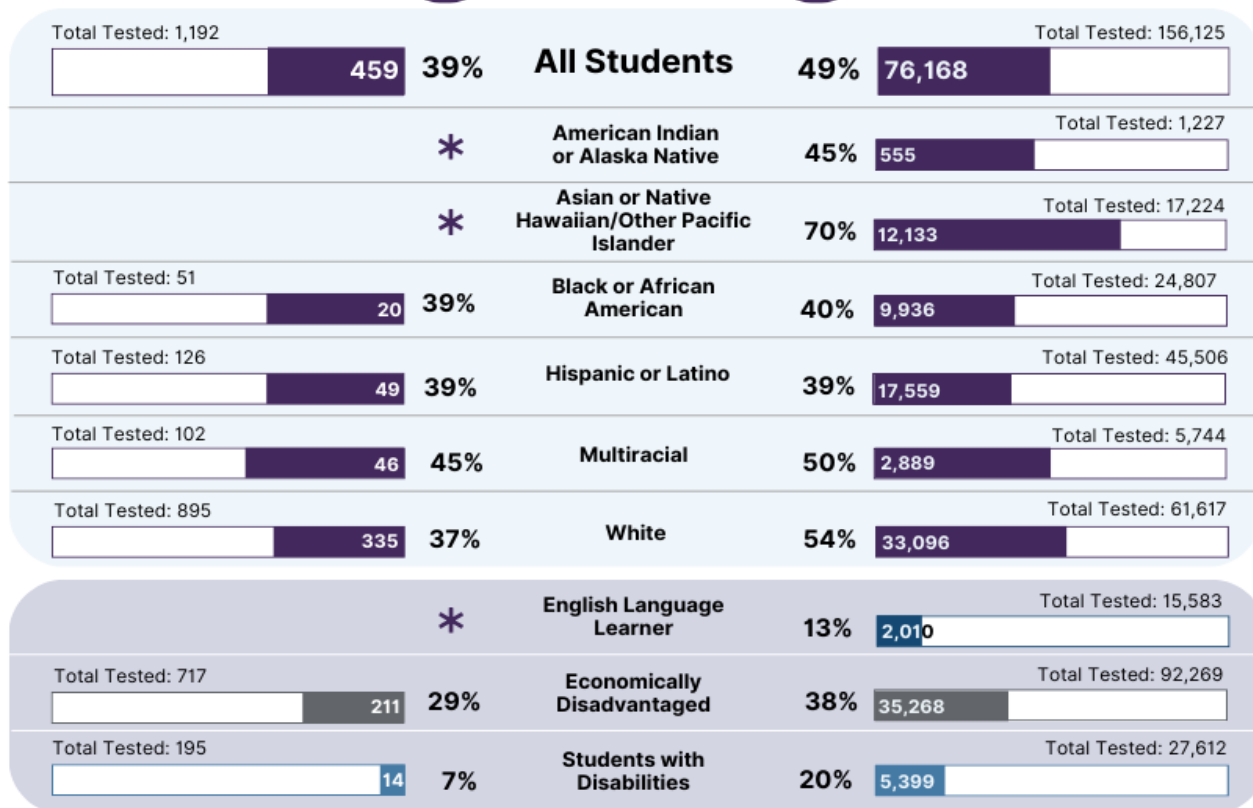 Total Tested: 1,192
Total Tested: 156,125
459 39% All Students 49% 76,168
American Indian
or Alaska Native
Total Tested: 1,227
* 45% 555
Asian or Native
Hawaiian/Other Pacific
Islander
Total Tested: 17,224
* 70% 12,133
Total Tested: 51
Black or African
American
Total Tested: 24,807
20 39% 40% 9,936
Total Tested: 126
Total Tested: 45,506
49 39% Hispanic or Latino 39% 17,559
Total Tested: 102
Total Tested: 5,744
46 45% Multiracial 50% 2,889
Total Tested: 895
Total Tested: 61,617
335 37% White 54% 33,096
English Language
Learner
Total Tested: 15,583
* 13% 2,010
Total Tested: 717
Economically
Disadvantaged
Total Tested: 92,269
211 29% 38% 35,268
Total Tested: 195
Students with
Disabilities
Total Tested: 27,612
14 7% 20% 5,399